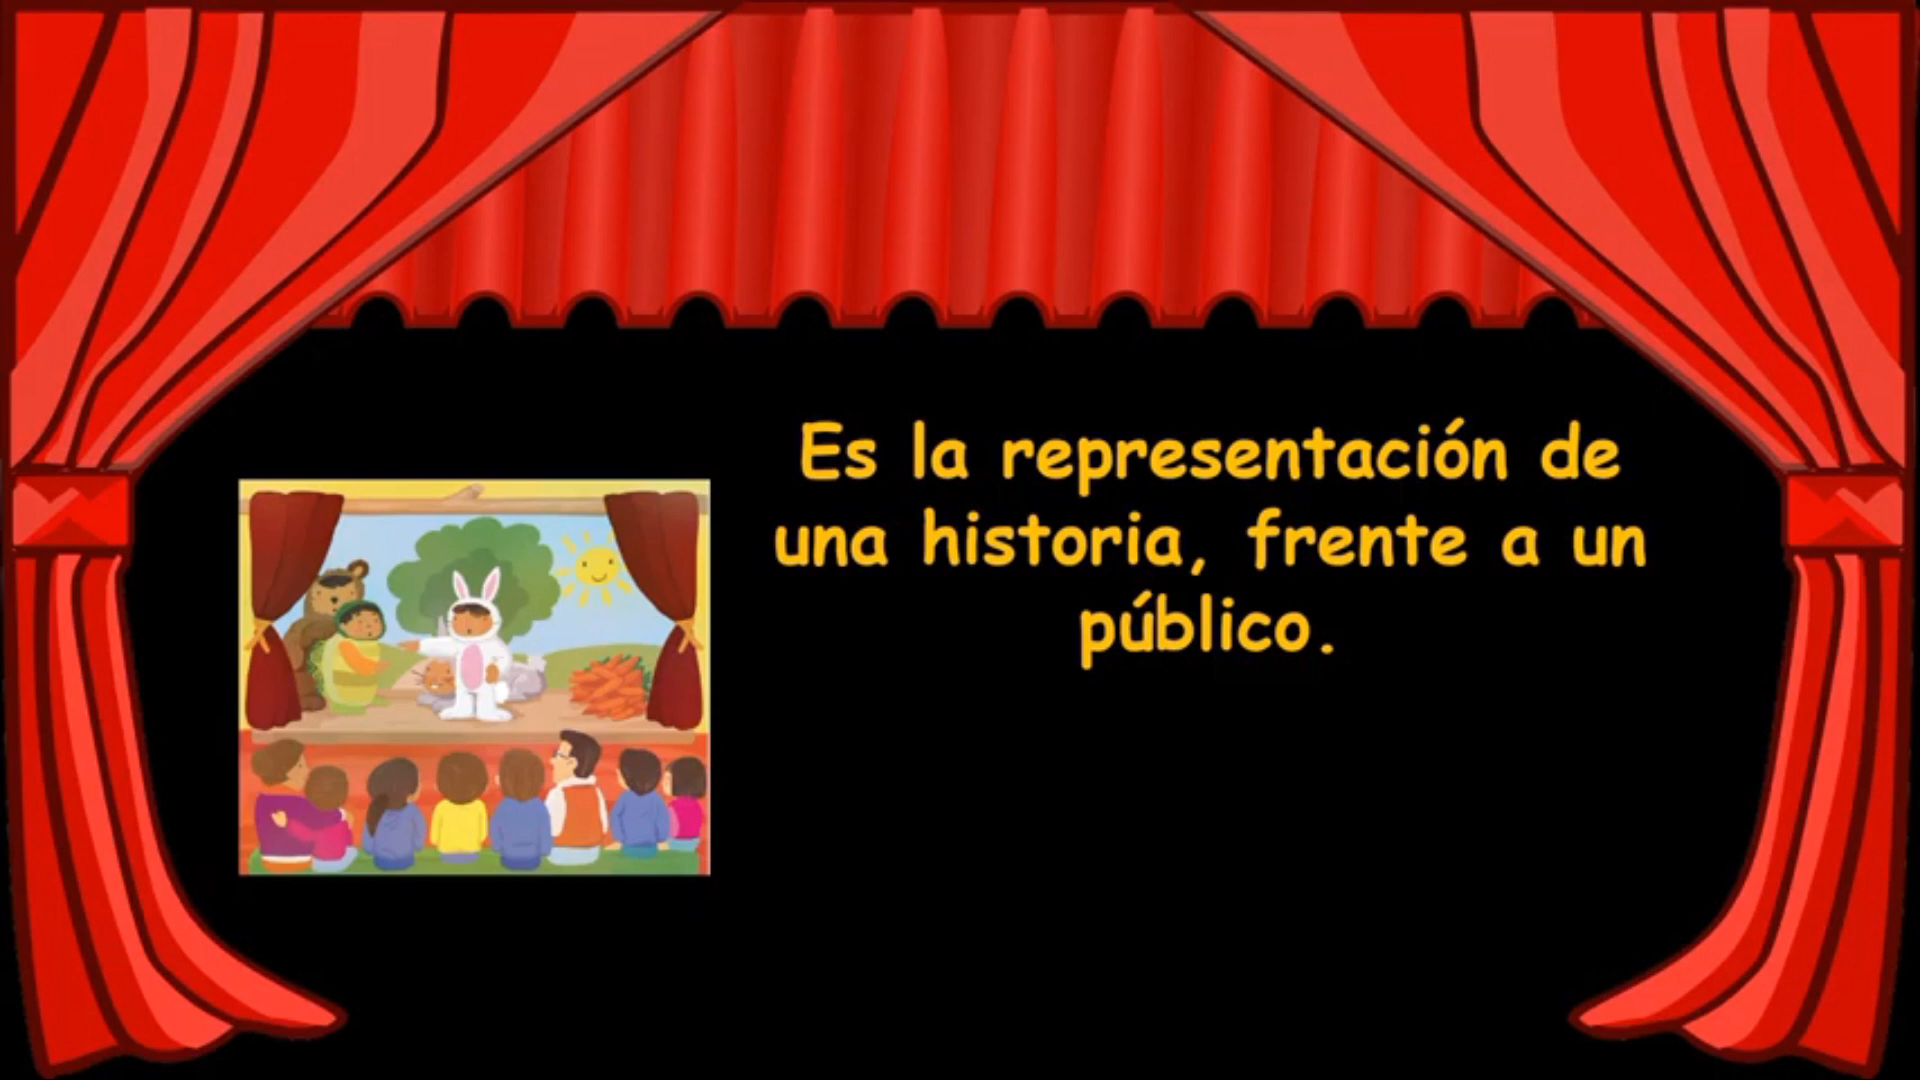 Es la representación de
una historia, frente a un
público.